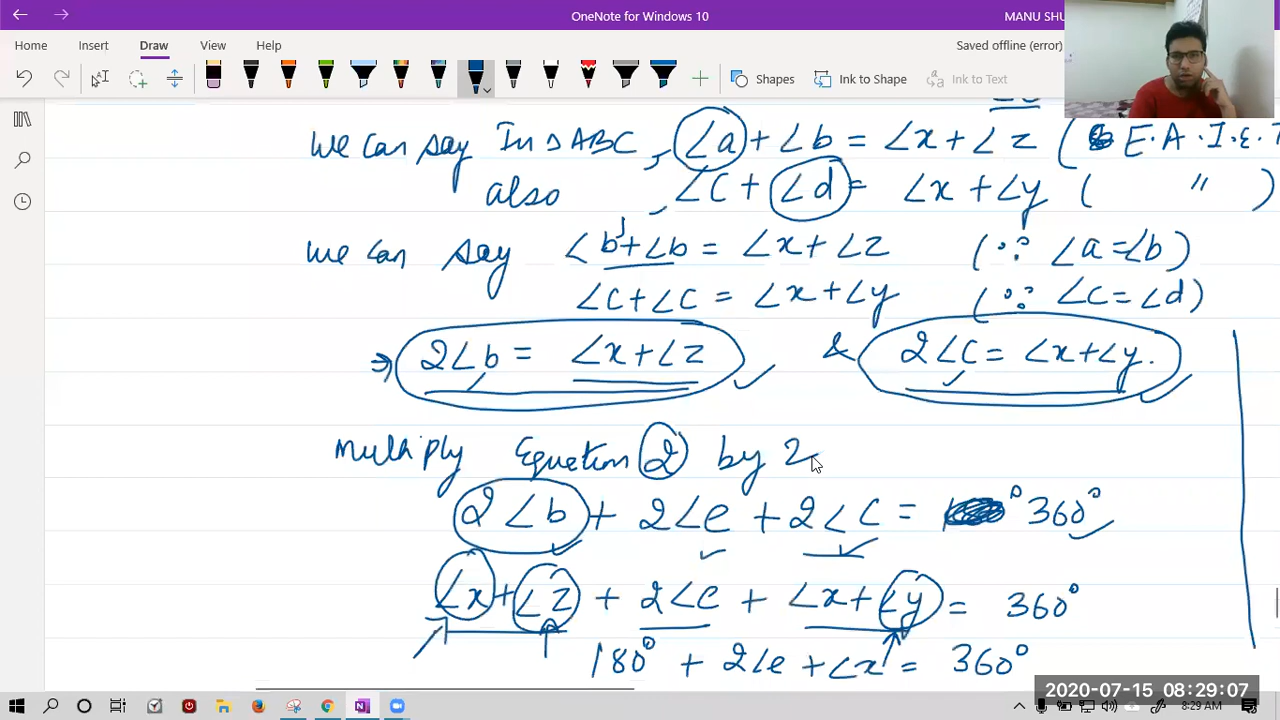 OneNote for Windows 10
MANU SHU
Home Insert Draw View Help
Saved offline (error)
Shapes Ink to Shape Ink to Text
We can say In △ABC, ∠a + ∠b = ∠x + ∠z ( E.A.I.E.T
also ∠C + ∠d = ∠x + ∠y ( " )
We can say ∠b + ∠b = ∠x + ∠z (∵ ∠a = ∠b)
∠C + ∠C = ∠x + ∠y (∵ ∠C = ∠d)
⇒ 2∠b = ∠x + ∠z & 2∠C = ∠x + ∠y.
Multiply Equation 2 by 2
2∠b + 2∠e + 2∠C = 360°
∠x + ∠z + 2∠e + ∠x + ∠y = 360°
180° + 2∠e + ∠x = 360°
2020-07-15 08:29:07
8:29 AM